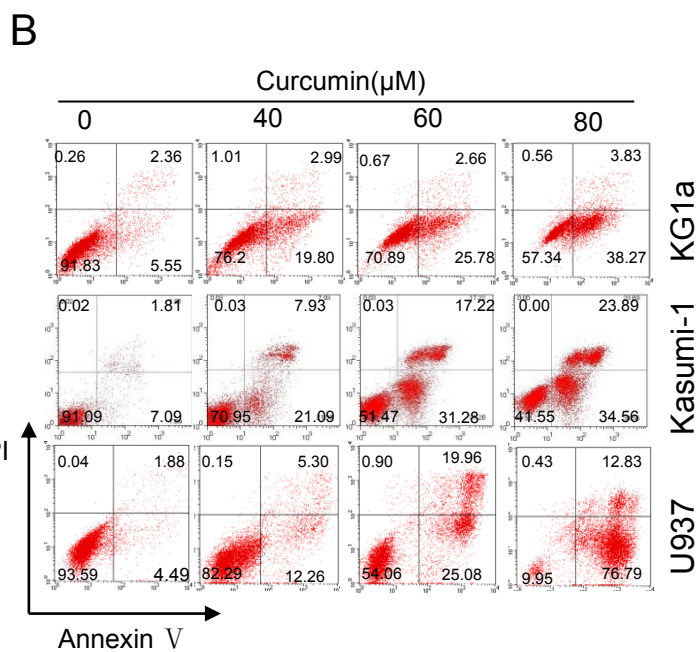 B
Curcumin(μM)
0 40 60 80
0.26 2.36 1.01 2.99 0.67 2.66 0.56 3.83
91.83 5.55 76.2 19.80 70.89 25.78 57.34 38.27
KG1a
0.02 1.81 0.03 7.93 0.03 17.22 0.00 23.89
91.09 7.09 70.95 21.09 51.47 31.28 41.55 34.56
Kasumi-1
0.04 1.88 0.15 5.30 0.90 19.96 0.43 12.83
93.59 4.49 82.29 12.26 54.06 25.08 9.95 76.79
U937
PI
Annexin V